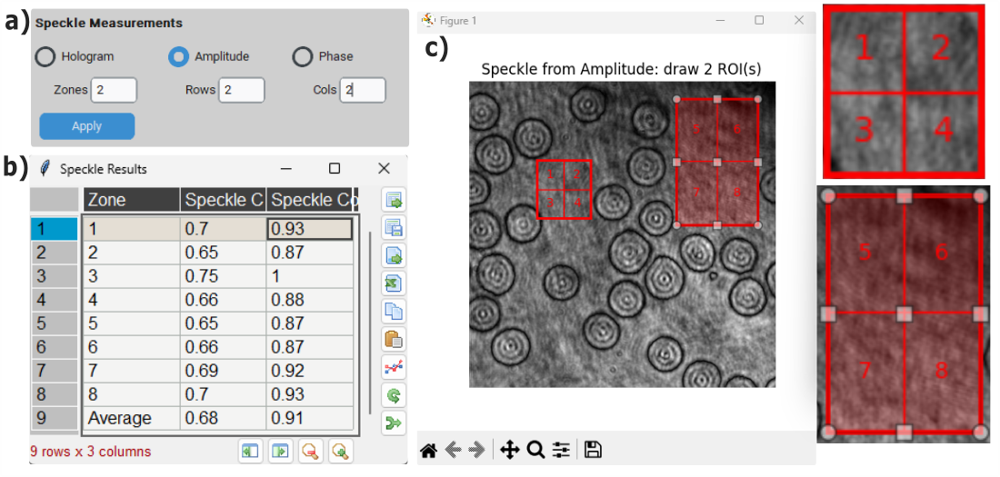 a)
Speckle Measurements
Hologram Amplitude Phase
Zones 2 Rows 2 Cols 2
Apply
b)
Speckle Results
Zone Speckle C Speckle Co
1 1 0.7 0.93
2 2 0.65 0.87
3 3 0.75 1
4 4 0.66 0.88
5 5 0.65 0.87
6 6 0.66 0.87
7 7 0.69 0.92
8 8 0.7 0.93
9 Average 0.68 0.91
9 rows x 3 columns
Figure 1
c)
Speckle from Amplitude: draw 2 ROI(s)
1 2
3 4
5 6
7 8
1 2
3 4
5 6
7 8